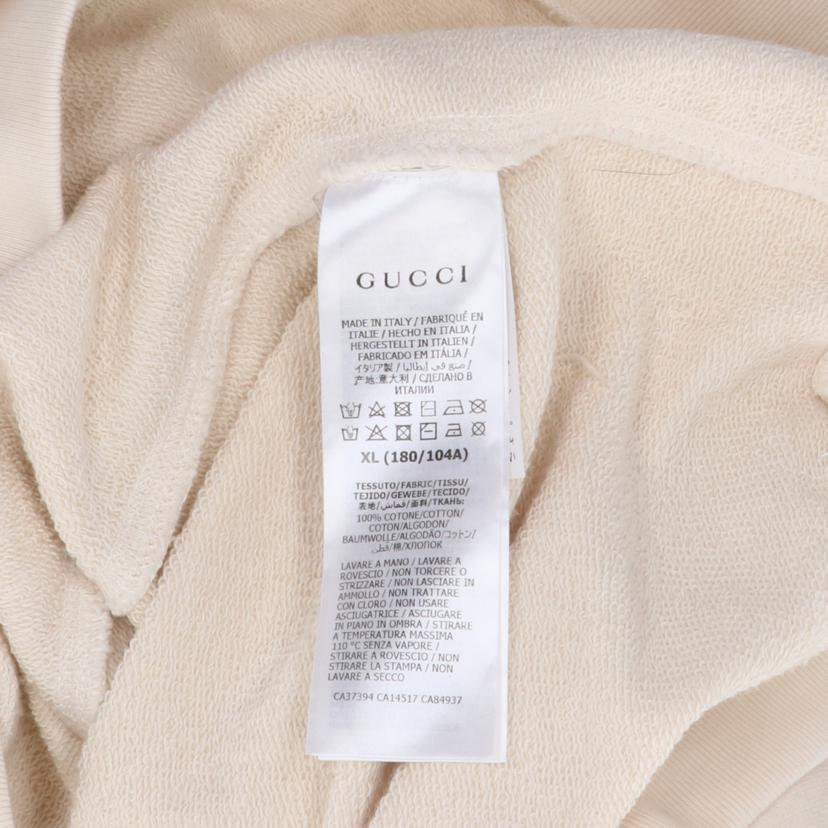 GUCCI
MADE IN ITALY / FABRIQUÉ EN
ITALIE / HECHO EN ITALIA /
HERGESTELLT IN ITALIEN /
FABRICADO EM ITÁLIA /
イタリア製 / صنع في إيطاليا /
产地:意大利 / СДЕЛАНО В
ИТАЛИИ
XL (180/104A)
TESSUTO/FABRIC/TISSU/
TEJIDO/GEWEBE/TECIDO/
表地/قماش/面料/ТКАНЬ:
100% COTONE/COTTON/
COTON/ALGODON/
BAUMWOLLE/ALGODÃO/コットン/
قطن/棉/ХЛОПОК
LAVARE A MANO / LAVARE A
ROVESCIO / NON TORCERE O
STRIZZARE / NON LASCIARE IN
AMMOLLO / NON TRATTARE
CON CLORO / NON USARE
ASCIUGATRICE / ASCIUGARE
IN PIANO IN OMBRA / STIRARE
A TEMPERATURA MASSIMA
110 °C SENZA VAPORE /
STIRARE A ROVESCIO / NON
STIRARE LA STAMPA / NON
LAVARE A SECCO
CA37394 CA14517 CA84937